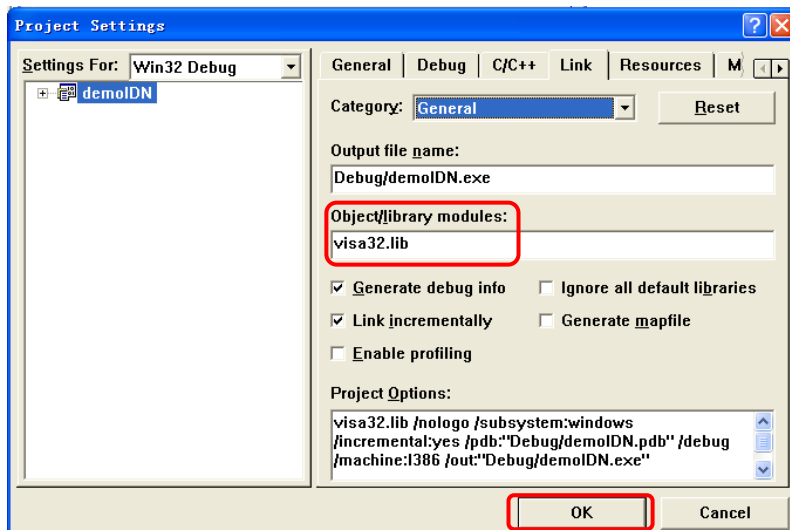 Project Settings
Settings For: Win32 Debug
demoIDN
General Debug C/C++ Link Resources M
Category: General Reset
Output file name:
Debug/demoIDN.exe
Object/library modules:
visa32.lib
Generate debug info Ignore all default libraries
Link incrementally Generate mapfile
Enable profiling
Project Options:
visa32.lib /nologo /subsystem:windows
/incremental:yes /pdb:"Debug/demoIDN.pdb" /debug
/machine:I386 /out:"Debug/demoIDN.exe"
OK Cancel